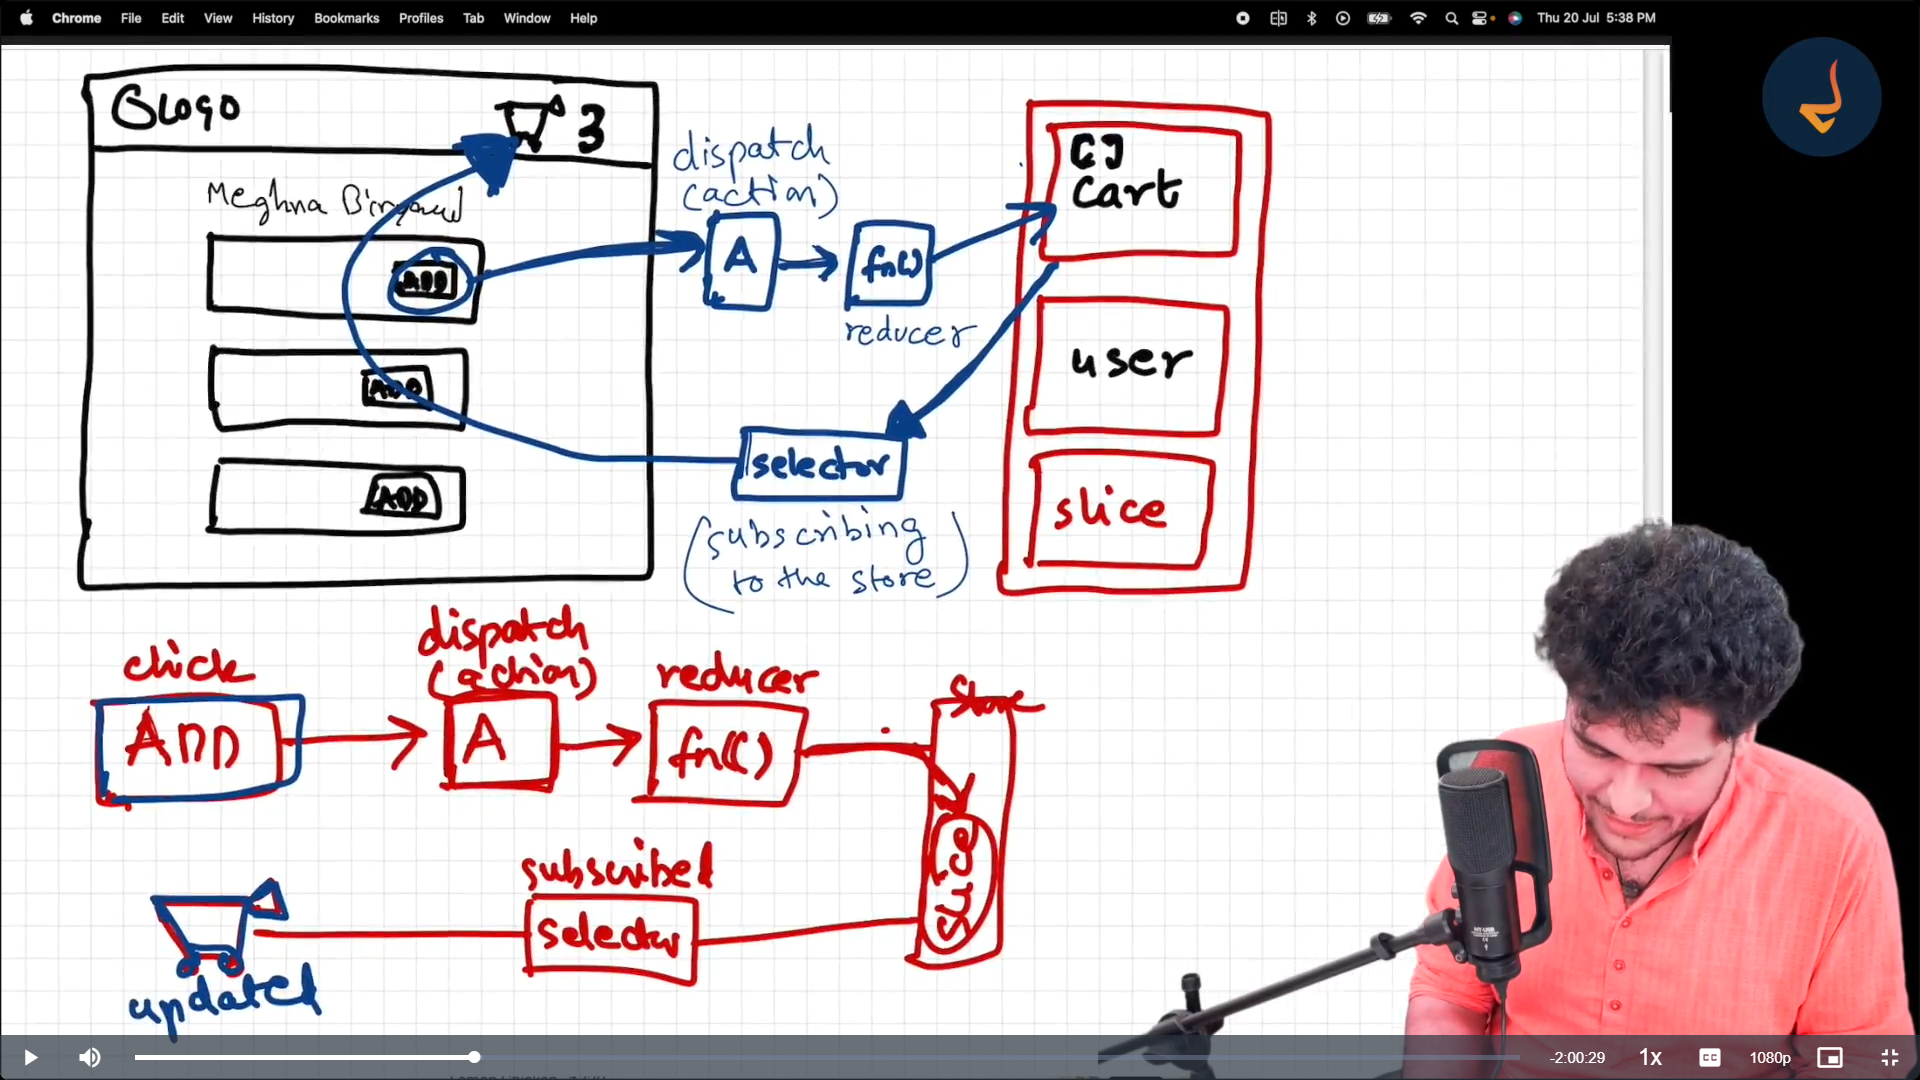 Chrome File Edit View History Bookmarks Profiles Tab Window Help
Thu 20 Jul 5:38 PM
LOGO
3
Meghna
ADD
ADD
ADD
dispatch
(action)
A
fn()
reducer
[]
Cart
user
slice
selector
(subscribing
to the store)
click
ADD
dispatch
(action)
A
reducer
fn()
Store
slice
subscribed
selector
updated
-2:00:29
1x
CC
1080p